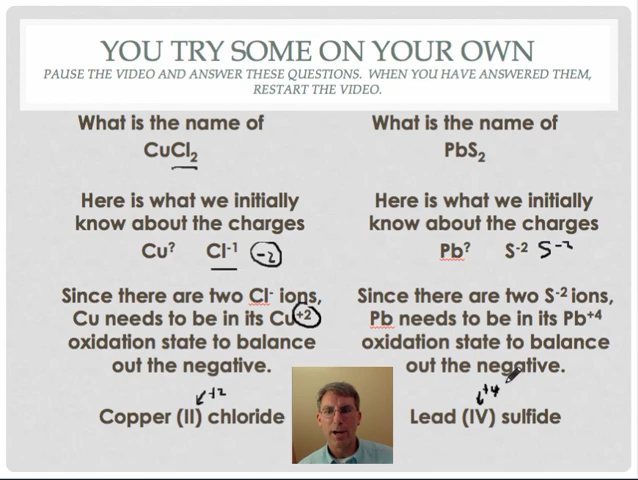 YOU TRY SOME ON YOUR OWN
PAUSE THE VIDEO AND ANSWER THESE QUESTIONS. WHEN YOU HAVE ANSWERED THEM,
RESTART THE VIDEO.
What is the name of
CuCl₂
Here is what we initially
know about the charges
Cu? Cl⁻¹ -2
Since there are two Cl⁻ ions,
Cu needs to be in its Cu⁺²
oxidation state to balance
out the negative.
+2
Copper (II) chloride
What is the name of
PbS₂
Here is what we initially
know about the charges
Pb? S⁻² S⁻²
Since there are two S⁻² ions,
Pb needs to be in its Pb⁺⁴
oxidation state to balance
out the negative.
+4
Lead (IV) sulfide